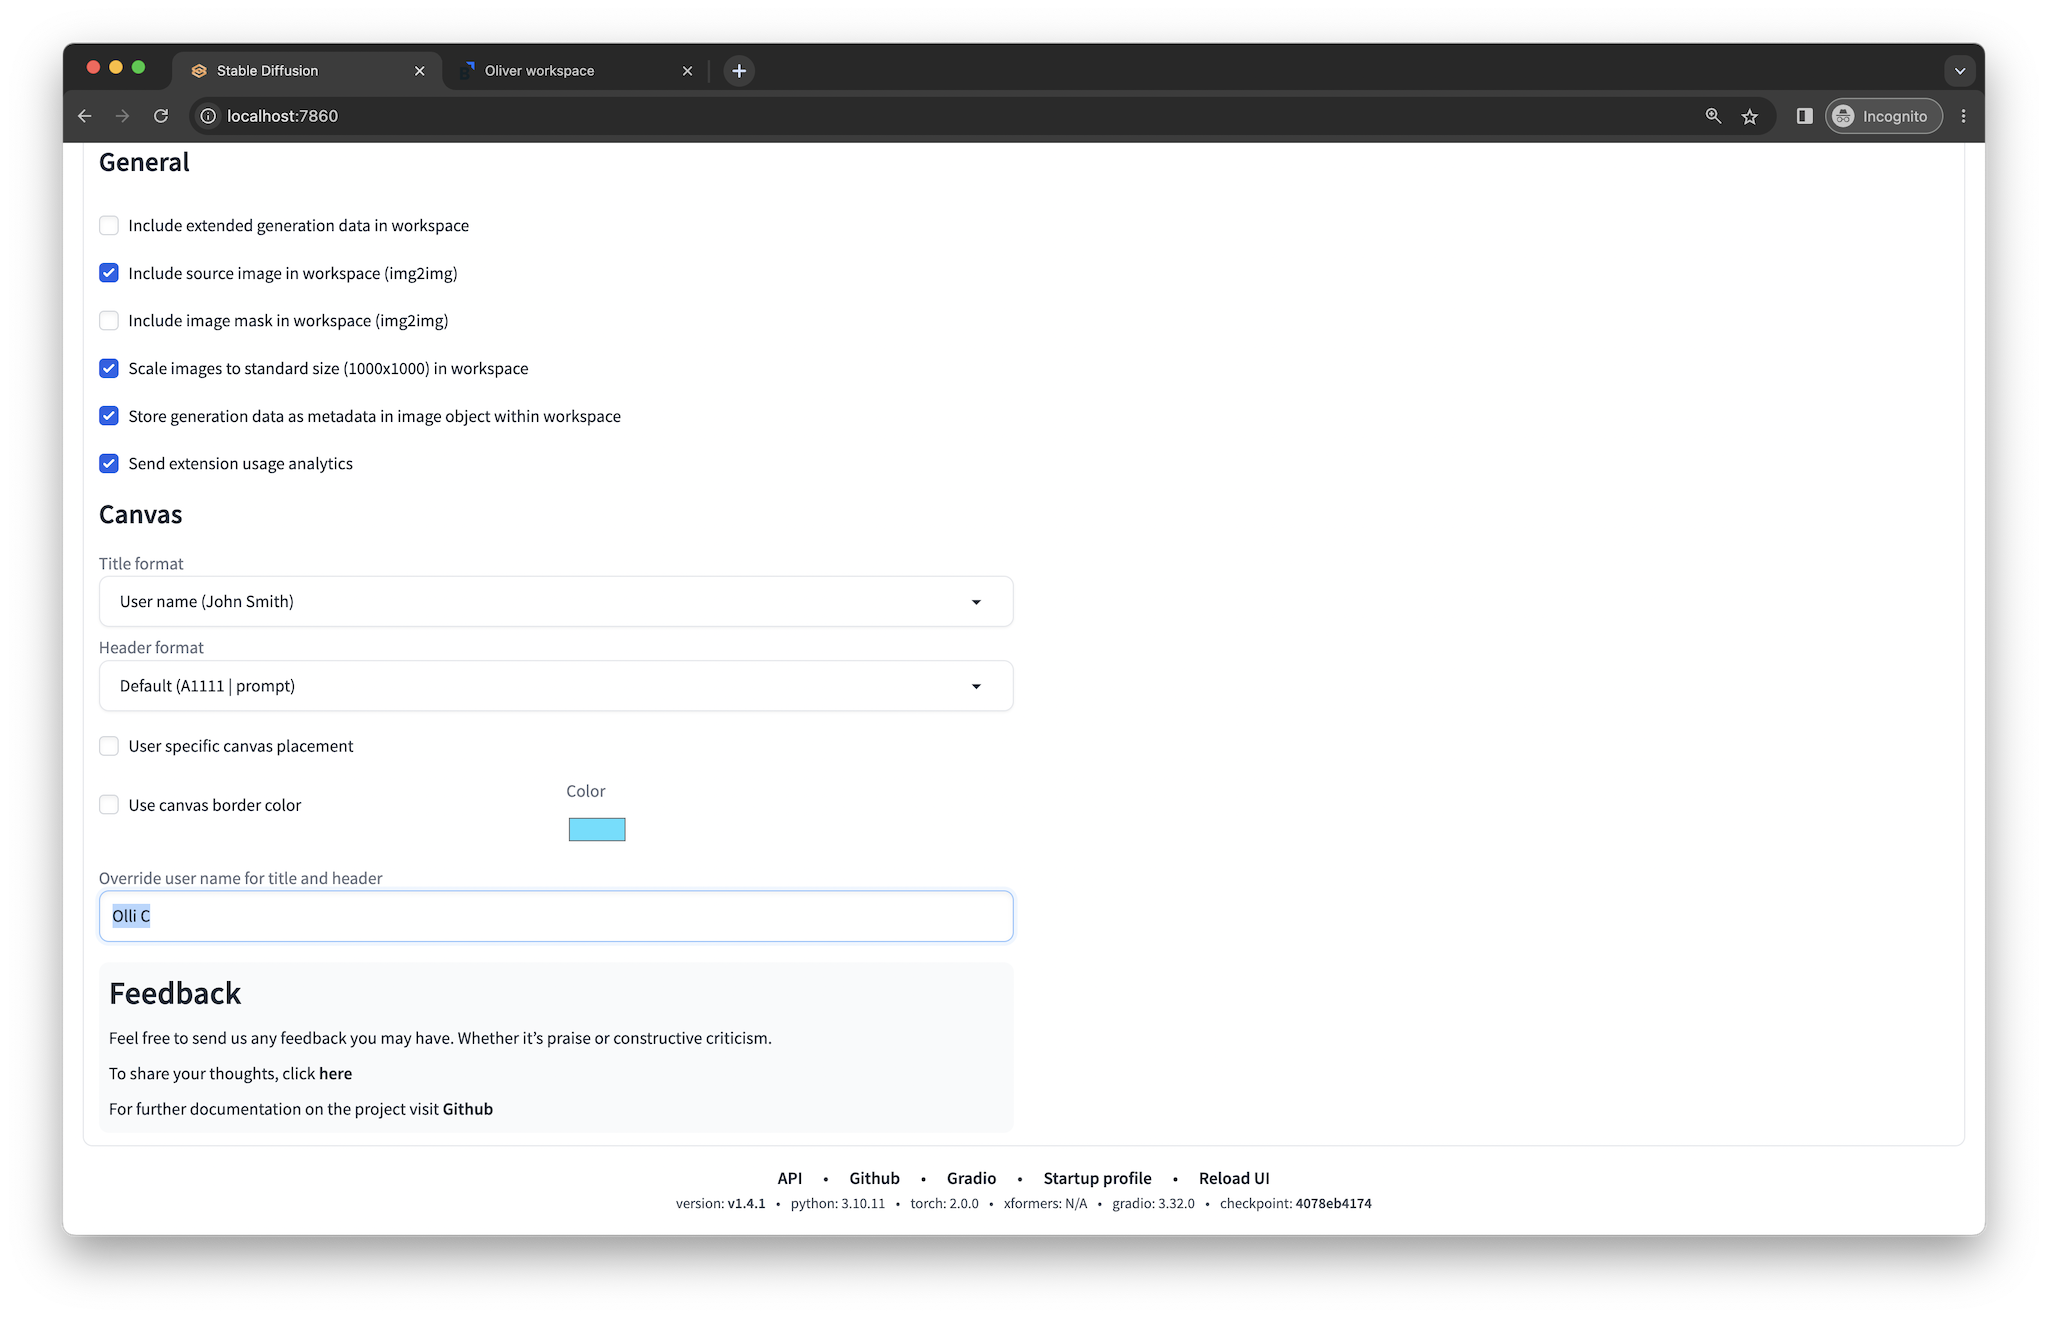 Stable Diffusion
Oliver workspace
localhost:7860
Incognito
General
Include extended generation data in workspace
Include source image in workspace (img2img)
Include image mask in workspace (img2img)
Scale images to standard size (1000x1000) in workspace
Store generation data as metadata in image object within workspace
Send extension usage analytics
Canvas
Title format
User name (John Smith)
Header format
Default (A1111 | prompt)
User specific canvas placement
Use canvas border color
Color
Override user name for title and header
Olli C
Feedback
Feel free to send us any feedback you may have. Whether it’s praise or constructive criticism.
To share your thoughts, click here
For further documentation on the project visit Github
API • Github • Gradio • Startup profile • Reload UI
version: v1.4.1 • python: 3.10.11 • torch: 2.0.0 • xformers: N/A • gradio: 3.32.0 • checkpoint: 4078eb4174